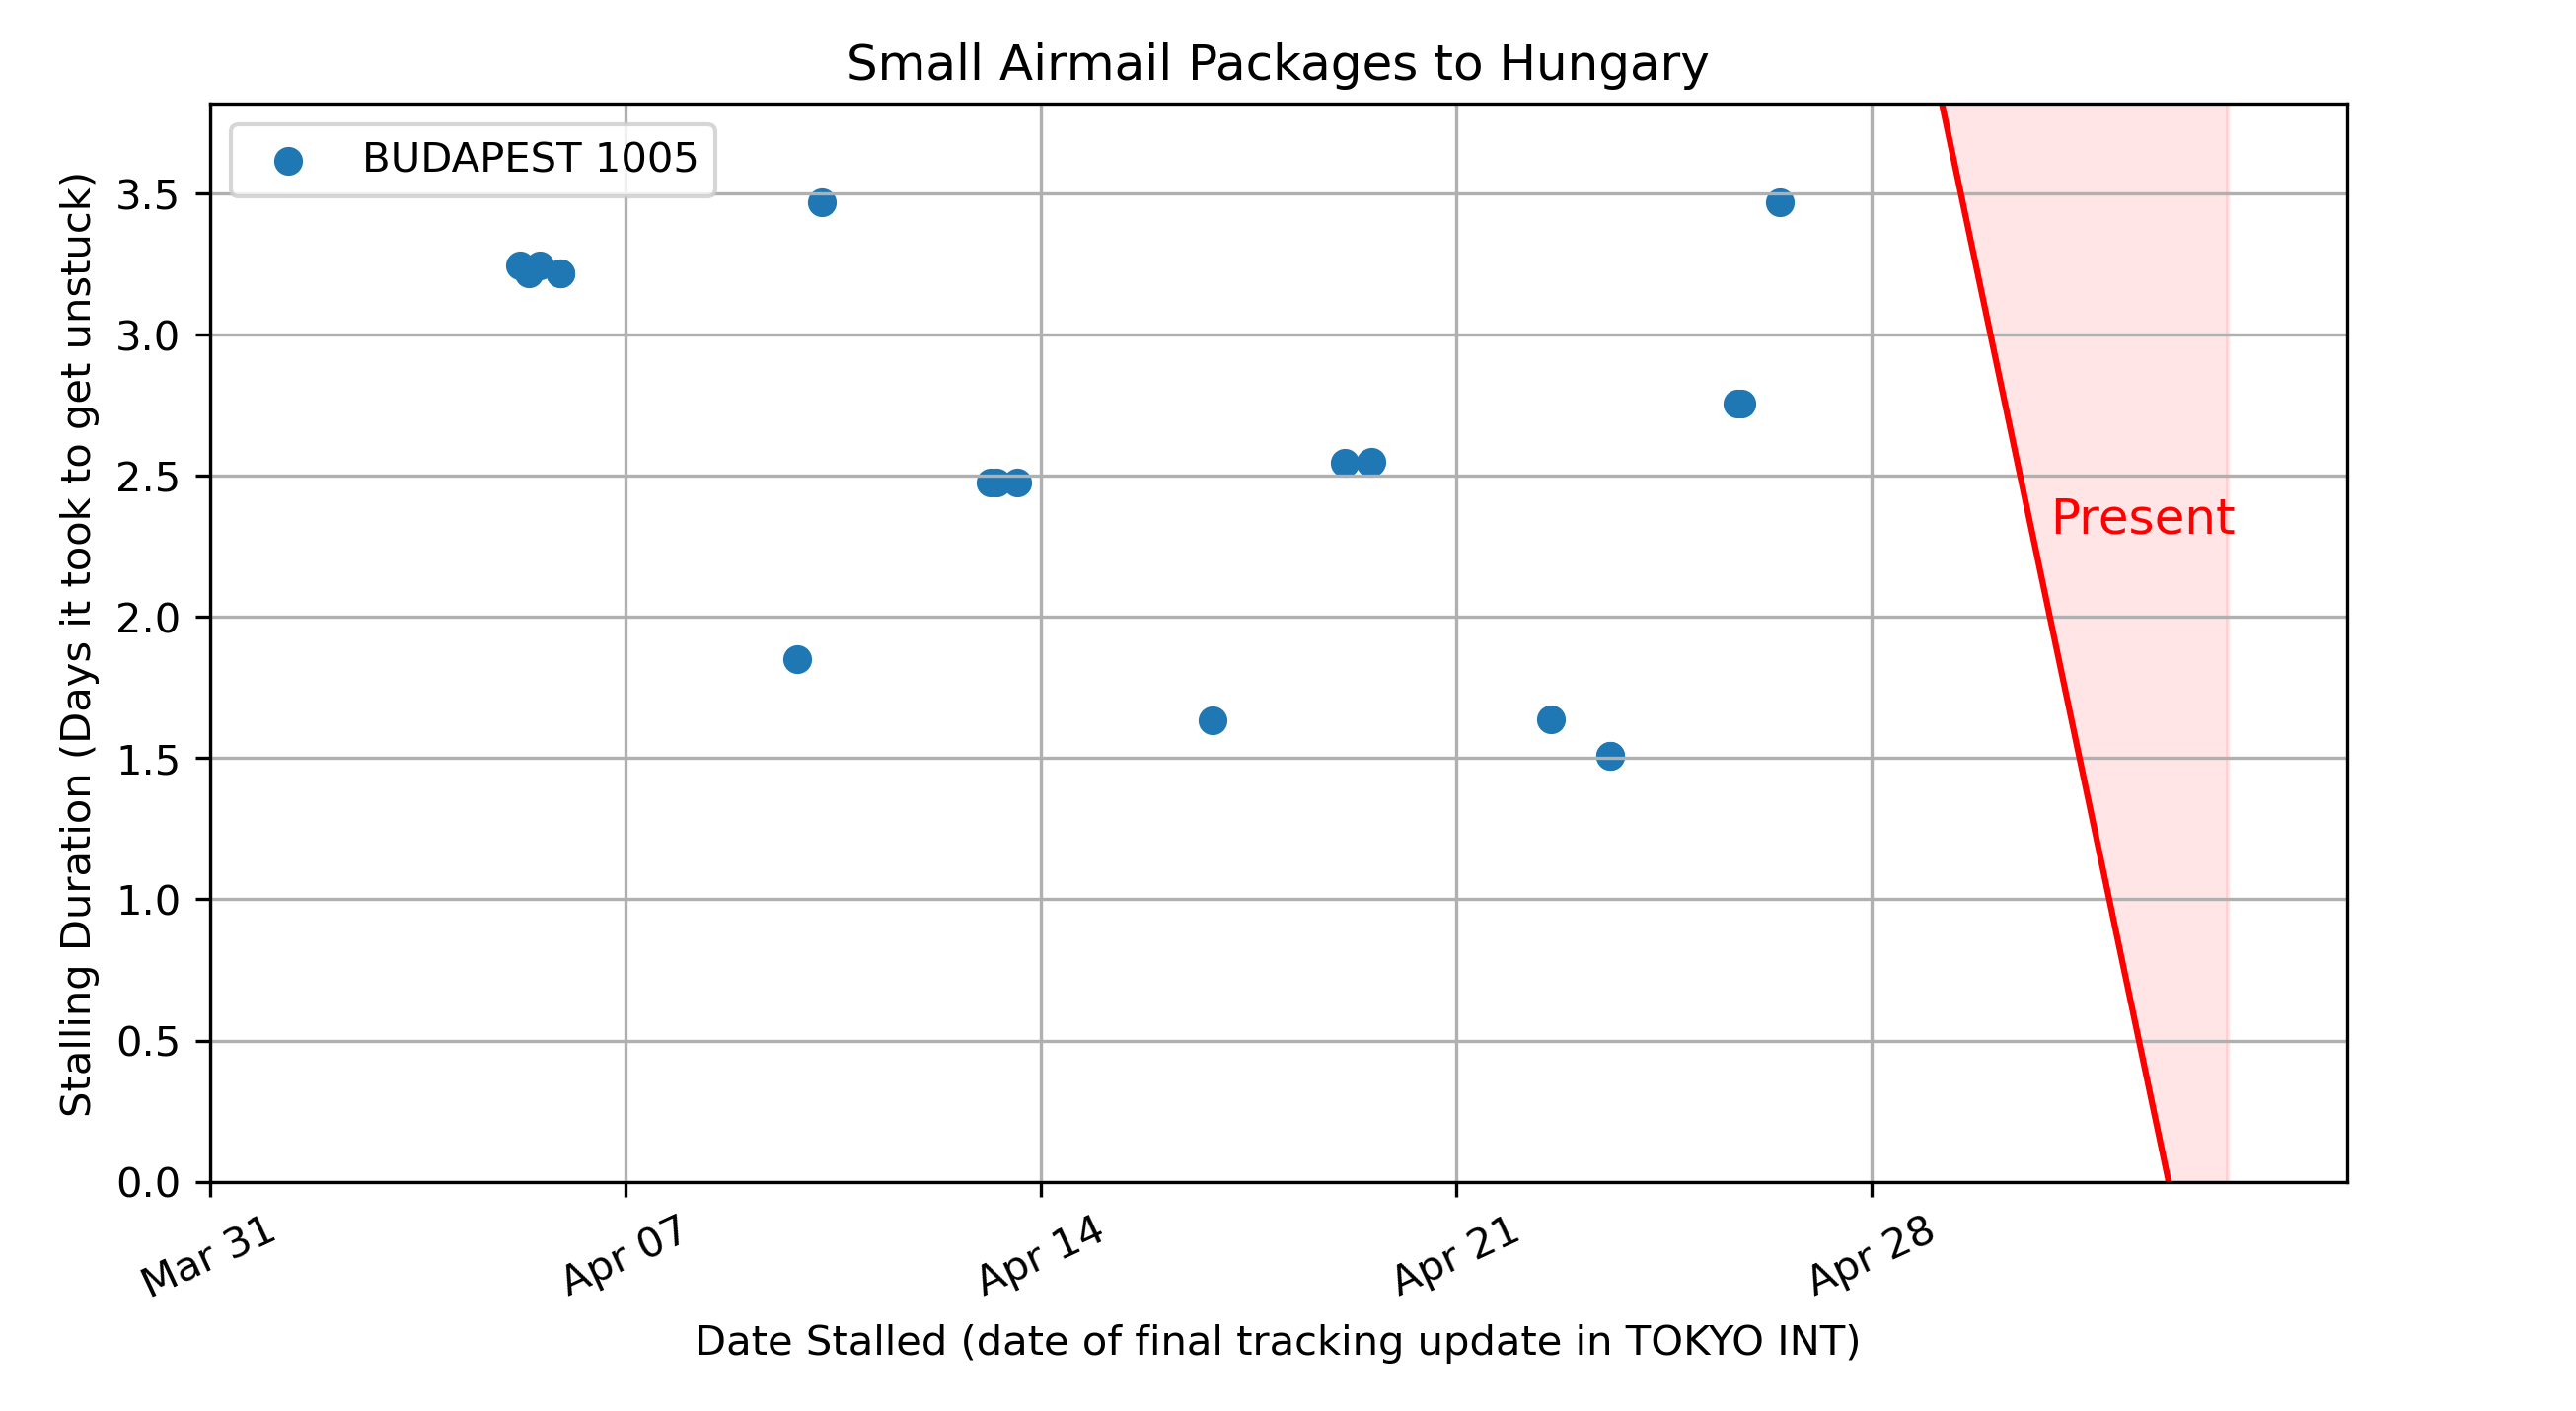 Small Airmail Packages to Hungary
BUDAPEST 1005
Stalling Duration (Days it took to get unstuck)
3.5
3.0
2.5
2.0
1.5
1.0
0.5
0.0
Present
Mar 31
Apr 07
Apr 14
Apr 21
Apr 28
Date Stalled (date of final tracking update in TOKYO INT)